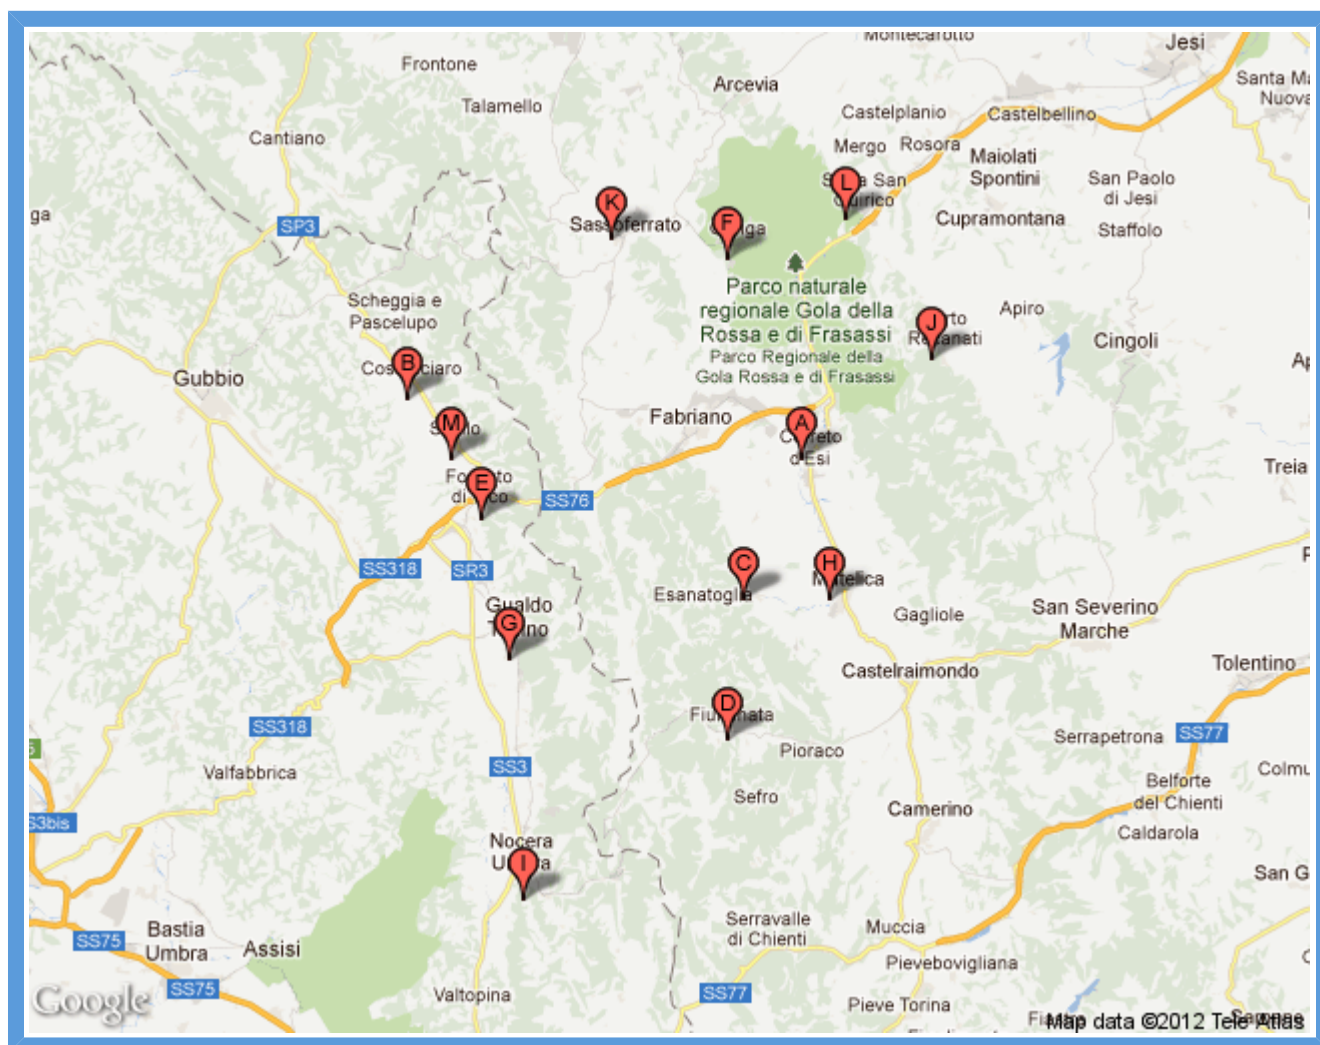 Montecarotto
Jesi
Frontone
Arcevia
Santa Ma
Nuova
Talamello
Castelplanio
Castelbellino
Cantiano
Mergo
Rosora
Maiolati
Spontini
San Paolo
di Jesi
L
San
K
Sassoferrato
F
Cupramontana
Staffolo
ga
SP3
Parco naturale
regionale Gola della
Rossa e di Frasassi
Parco Regionale della
Gola Rossa e di Frasassi
Scheggia e
Pascelupo
Apiro
J
Cingoli
B
Gubbio
Fabriano
M
A
d'Esi
Treia
E
SS76
SS318
SR3
C
Esanatoglia
H
Gagliole
San Severino
Marche
Gualdo
G
Castelraimondo
Tolentino
D
SS318
Pioraco
Serrapetrona
SS77
Valfabbrica
SS3
Sefro
Colmu
Belforte
del Chienti
Camerino
S3bis
Caldarola
Nocera
I
San G
Bastia
Umbra
SS75
Assisi
Serravalle
di Chienti
Muccia
Pievebovigliana
SS75
Valtopina
SS77
Pieve Torina
Google
Map data ©2012 Tele Atlas